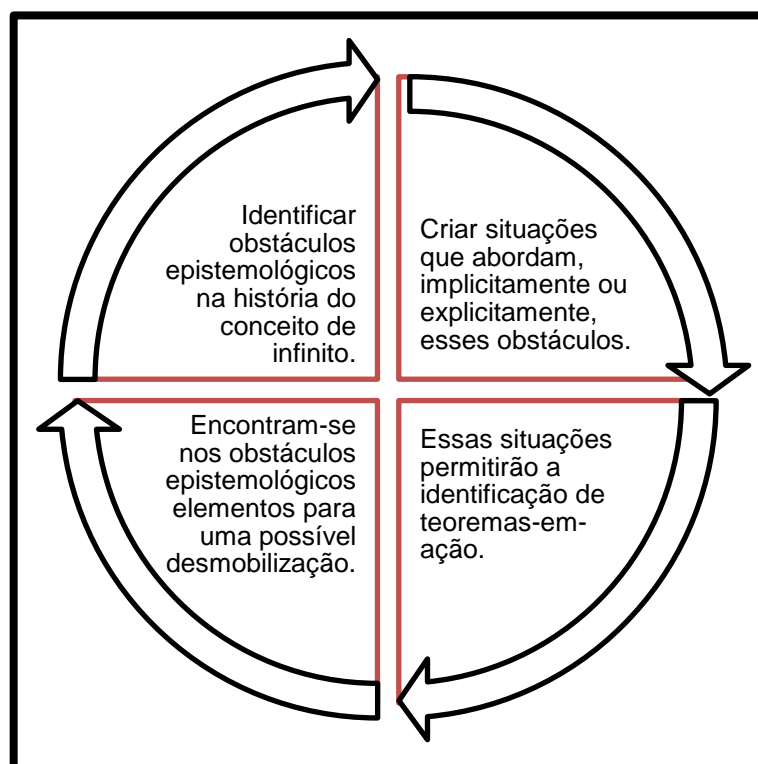 Identificar
obstáculos
epistemológicos
na história do
conceito de
infinito.
Criar situações
que abordam,
implicitamente ou
explicitamente,
esses obstáculos.
Essas situações
permitirão a
identificação de
teoremas-em-
ação.
Encontram-se
nos obstáculos
epistemológicos
elementos para
uma possível
desmobilização.